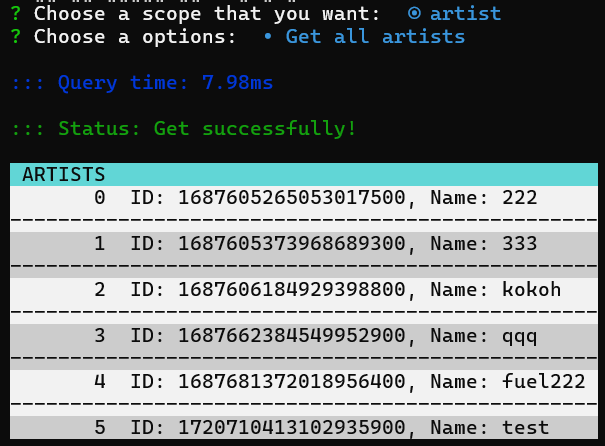 ? Choose a scope that you want: ⦿ artist
? Choose a options: • Get all artists
::: Query time: 7.98ms
::: Status: Get successfully!
ARTISTS
0 ID: 1687605265053017500, Name: 222
--------------------------------------------------
1 ID: 1687605373968689300, Name: 333
--------------------------------------------------
2 ID: 1687606184929398800, Name: kokoh
--------------------------------------------------
3 ID: 1687662384549952900, Name: qqq
--------------------------------------------------
4 ID: 1687681372018956400, Name: fuel222
--------------------------------------------------
5 ID: 1720710413102935900, Name: test